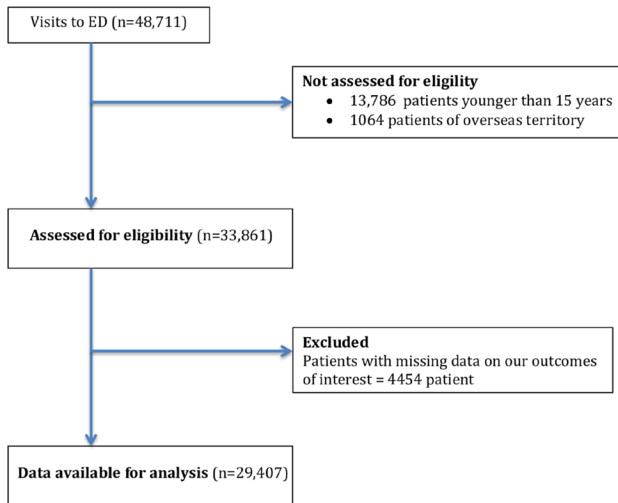 Visits to ED (n=48,711)
Not assessed for eligility
• 13,786 patients younger than 15 years
• 1064 patients of overseas territory
Assessed for eligibility (n=33,861)
Excluded
Patients with missing data on our outcomes
of interest = 4454 patient
Data available for analysis (n=29,407)